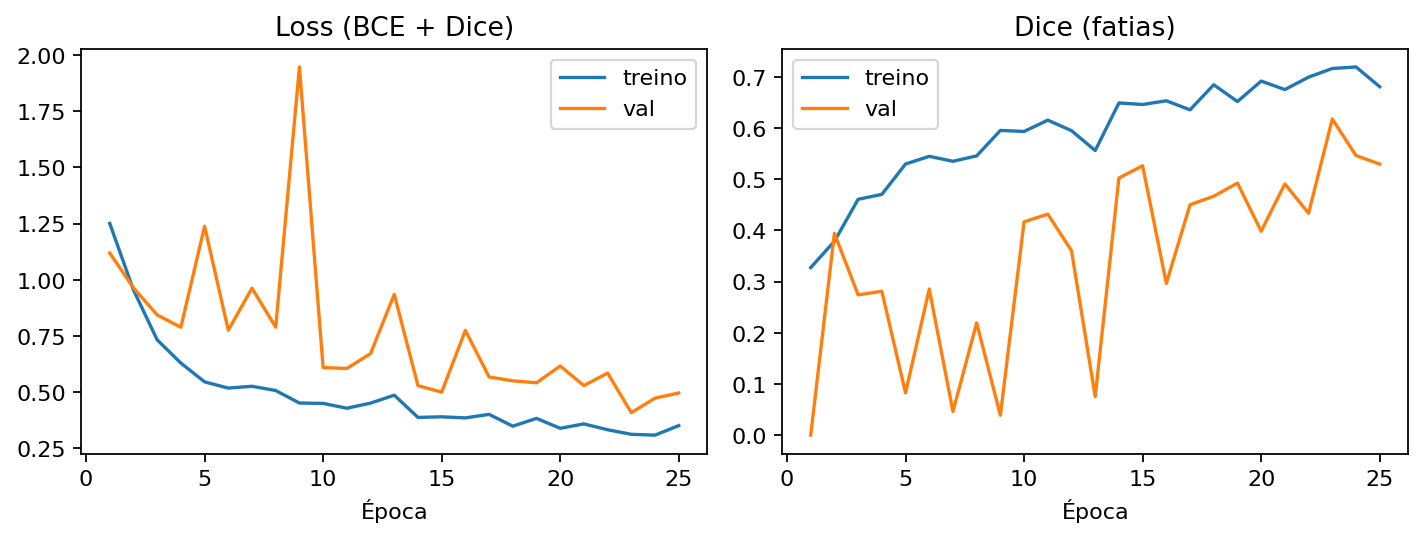 Loss (BCE + Dice)
2.00
1.75
1.50
1.25
1.00
0.75
0.50
0.25
0 5 10 15 20 25
Época
treino
val
Dice (fatias)
0.7
0.6
0.5
0.4
0.3
0.2
0.1
0.0
0 5 10 15 20 25
Época
treino
val